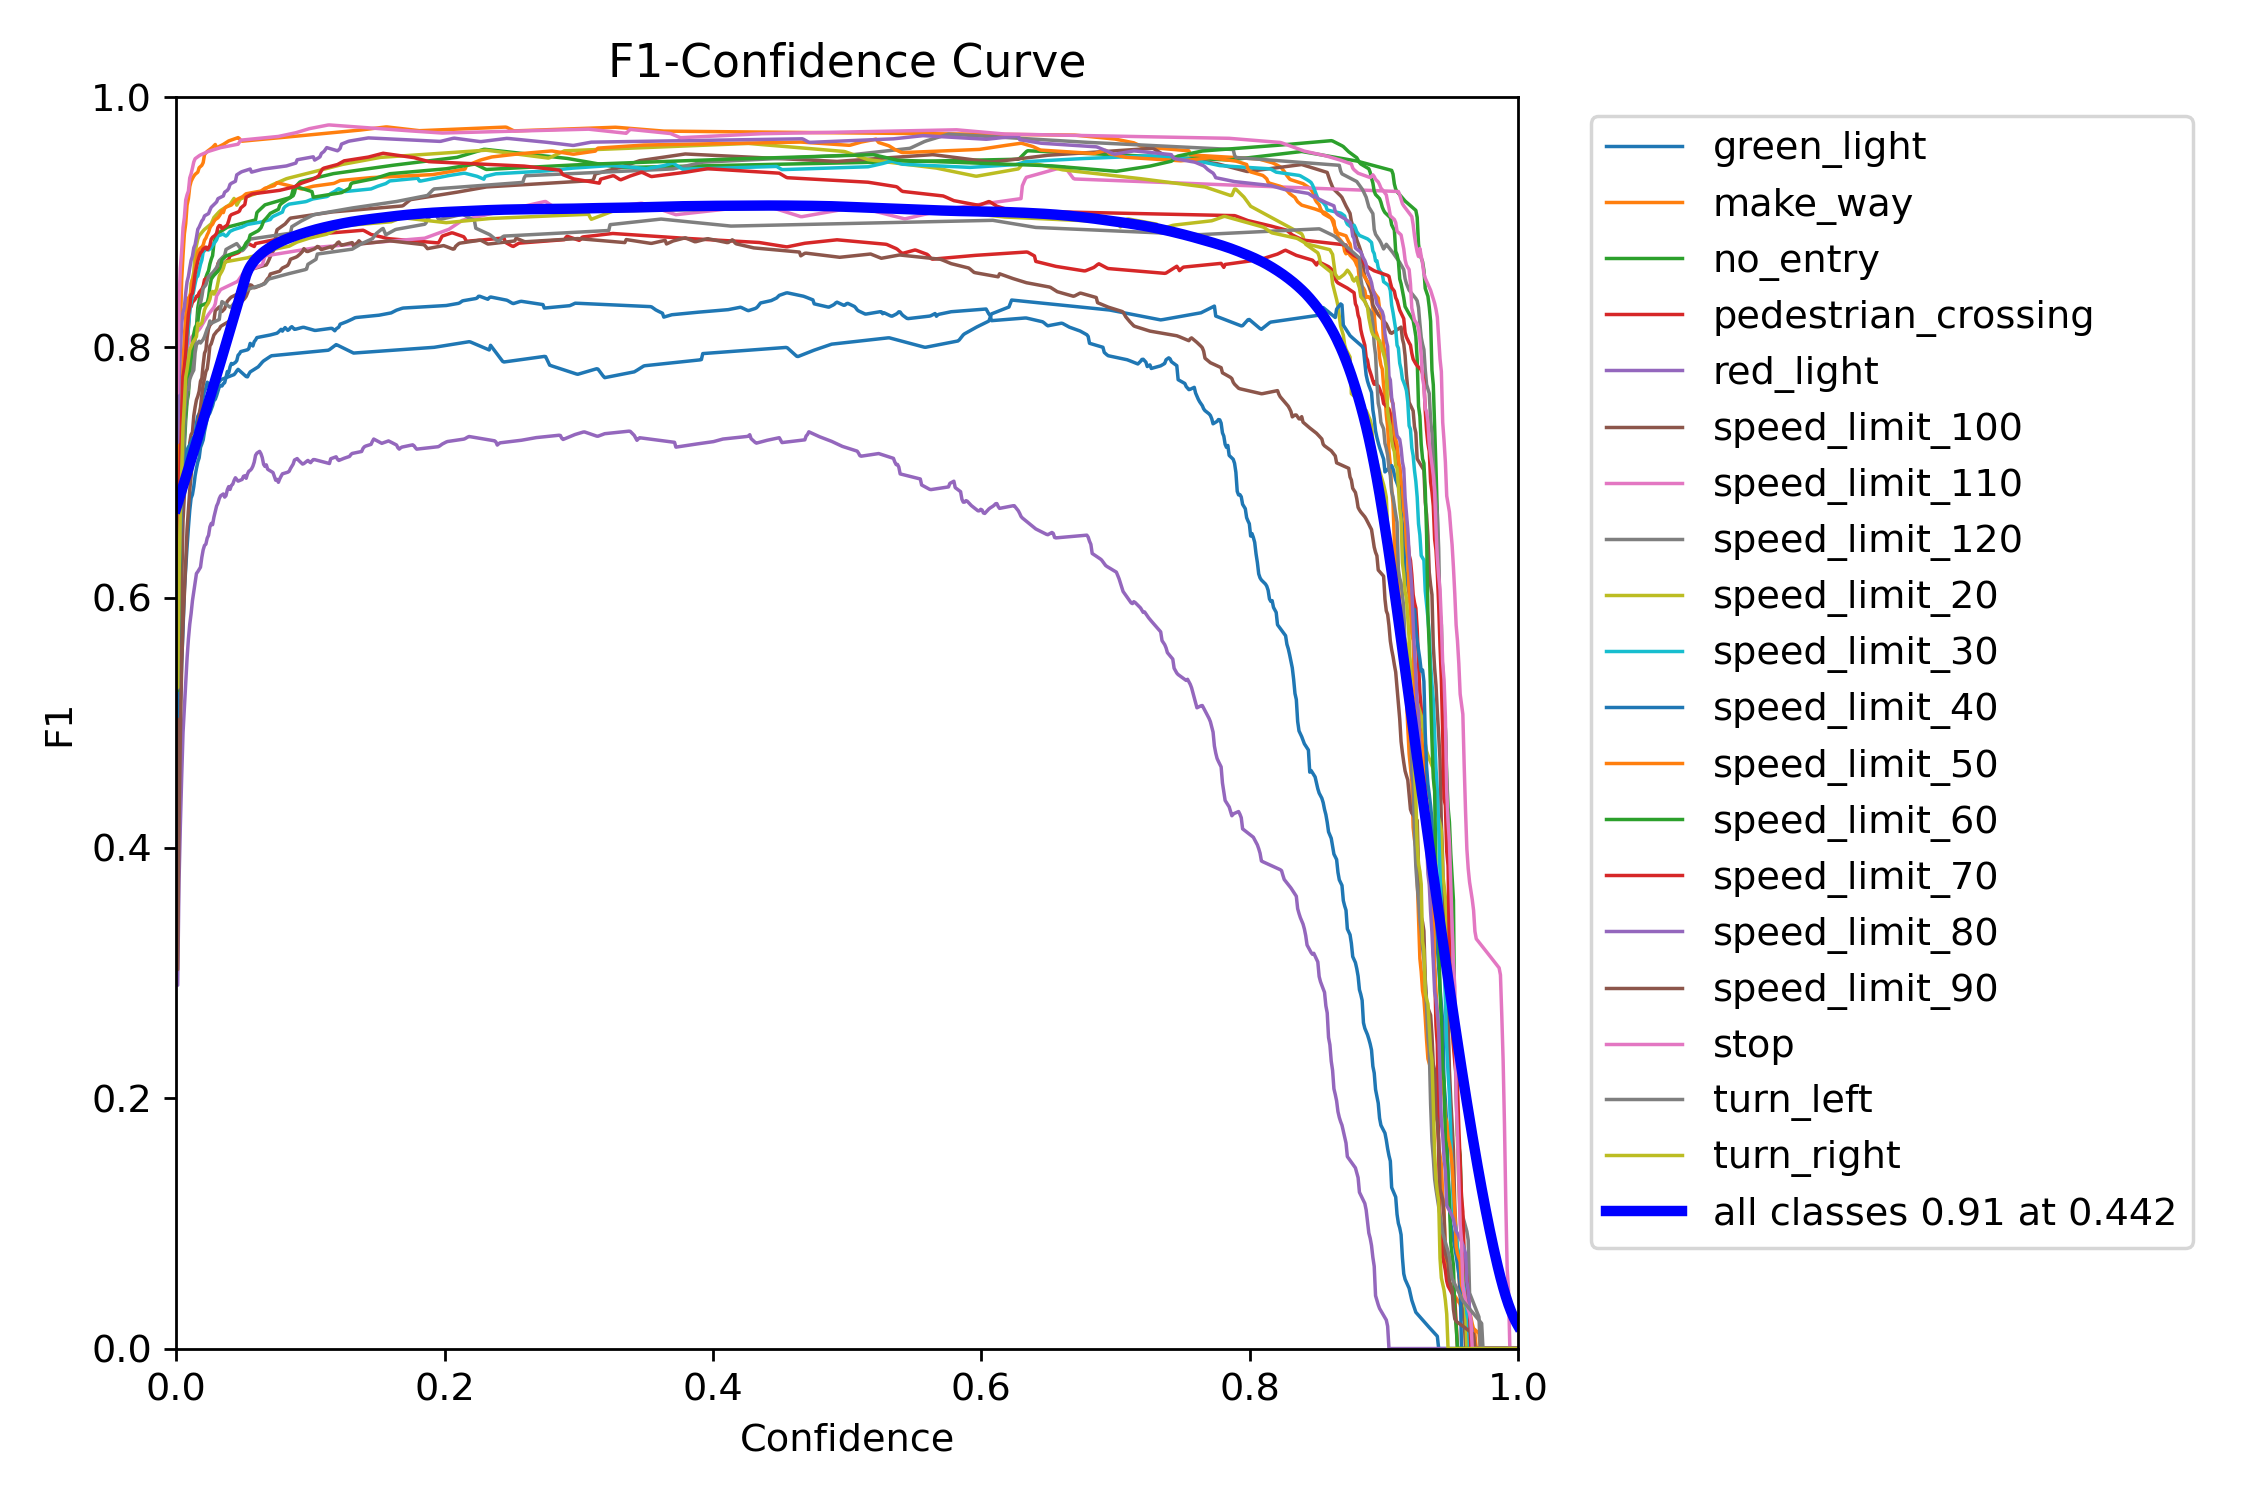 F1-Confidence Curve
1.0
0.8
0.6
0.4
0.2
0.0
F1
0.0 0.2 0.4 0.6 0.8 1.0
Confidence
green_light
make_way
no_entry
pedestrian_crossing
red_light
speed_limit_100
speed_limit_110
speed_limit_120
speed_limit_20
speed_limit_30
speed_limit_40
speed_limit_50
speed_limit_60
speed_limit_70
speed_limit_80
speed_limit_90
stop
turn_left
turn_right
all classes 0.91 at 0.442